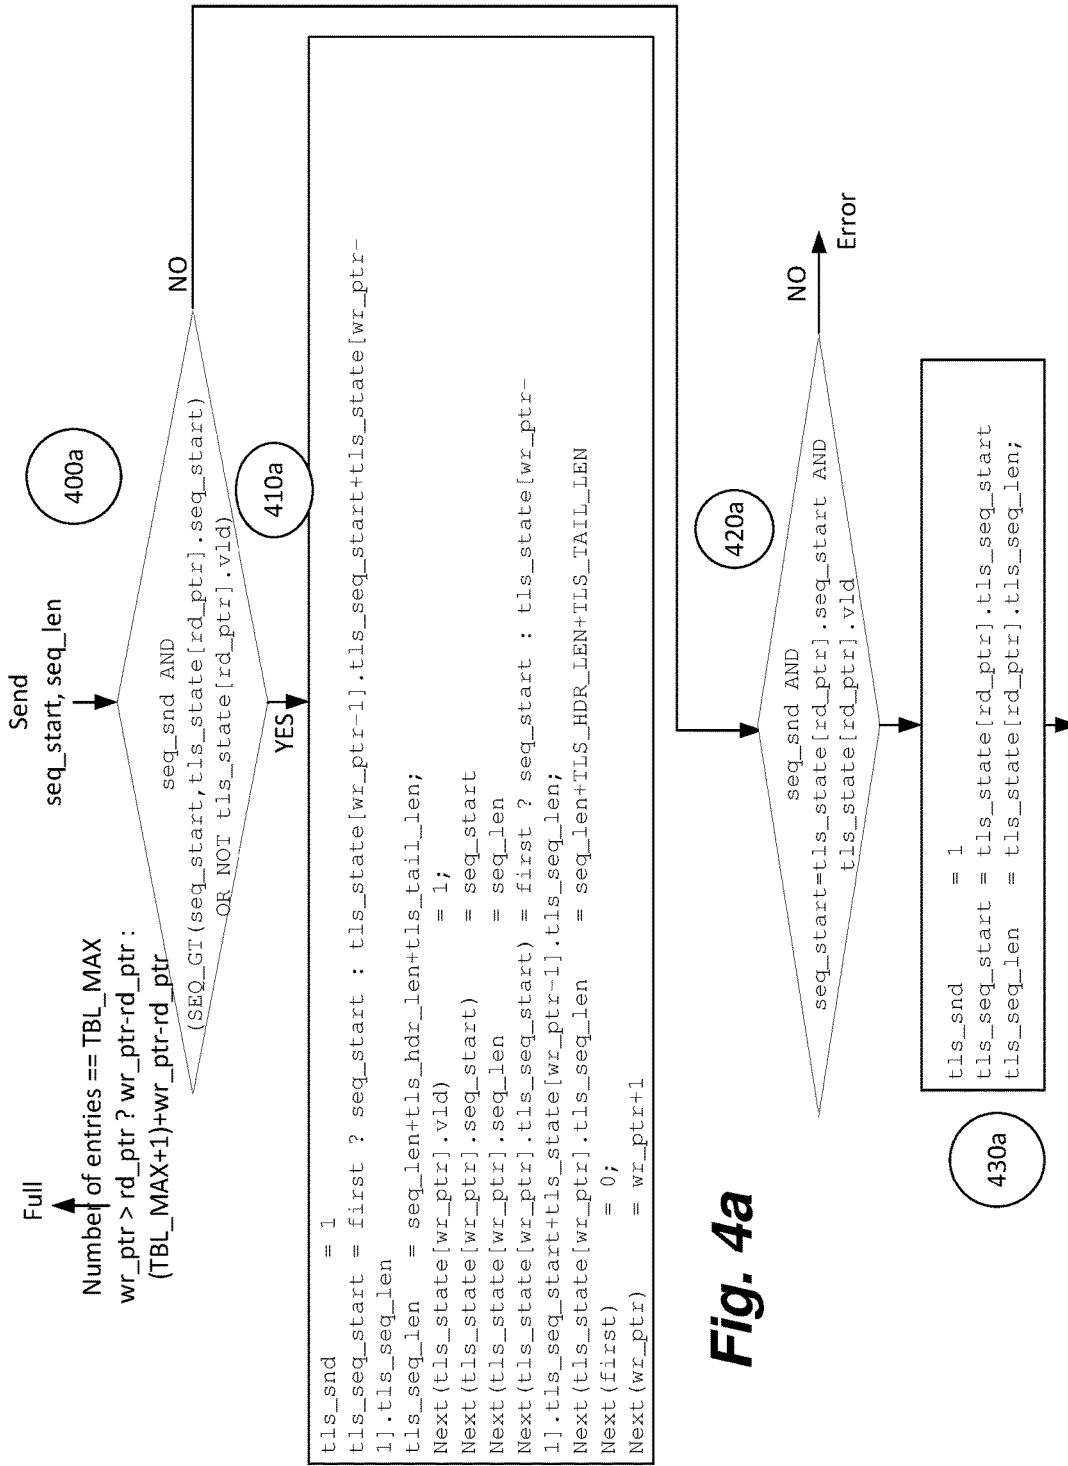 Full
Number of entries == TBL_MAX
wr_ptr > rd_ptr ? wr_ptr-rd_ptr :
(TBL_MAX+1)+wr_ptr-rd_ptr
Send
seq_start, seq_len
400a
seq_snd AND
(SEQ_GT(seq_start,tls_state[rd_ptr].seq_start)
OR NOT tls_state[rd_ptr].vld)
NO
YES
410a
tls_snd = 1
tls_seq_start = first ? seq_start : tls_state[wr_ptr-1].tls_seq_start+tls_state[wr_ptr-
1].tls_seq_len
tls_seq_len = seq_len+tls_hdr_len+tls_tail_len;
Next(tls_state[wr_ptr].vld) = 1;
Next(tls_state[wr_ptr].seq_start) = seq_start
Next(tls_state[wr_ptr].seq_len = seq_len
Next(tls_state[wr_ptr].tls_seq_start) = first ? seq_start : tls_state[wr_ptr-
1].tls_seq_start+tls_state[wr_ptr-1].tls_seq_len;
Next(tls_state[wr_ptr].tls_seq_len = seq_len+TLS_HDR_LEN+TLS_TAIL_LEN
Next(first) = 0;
Next(wr_ptr) = wr_ptr+1
420a
seq_snd AND
seq_start=tls_state[rd_ptr].seq_start AND
tls_state[rd_ptr].vld
NO
Error
430a
tls_snd = 1
tls_seq_start = tls_state[rd_ptr].tls_seq_start
tls_seq_len = tls_state[rd_ptr].tls_seq_len;
Fig. 4a